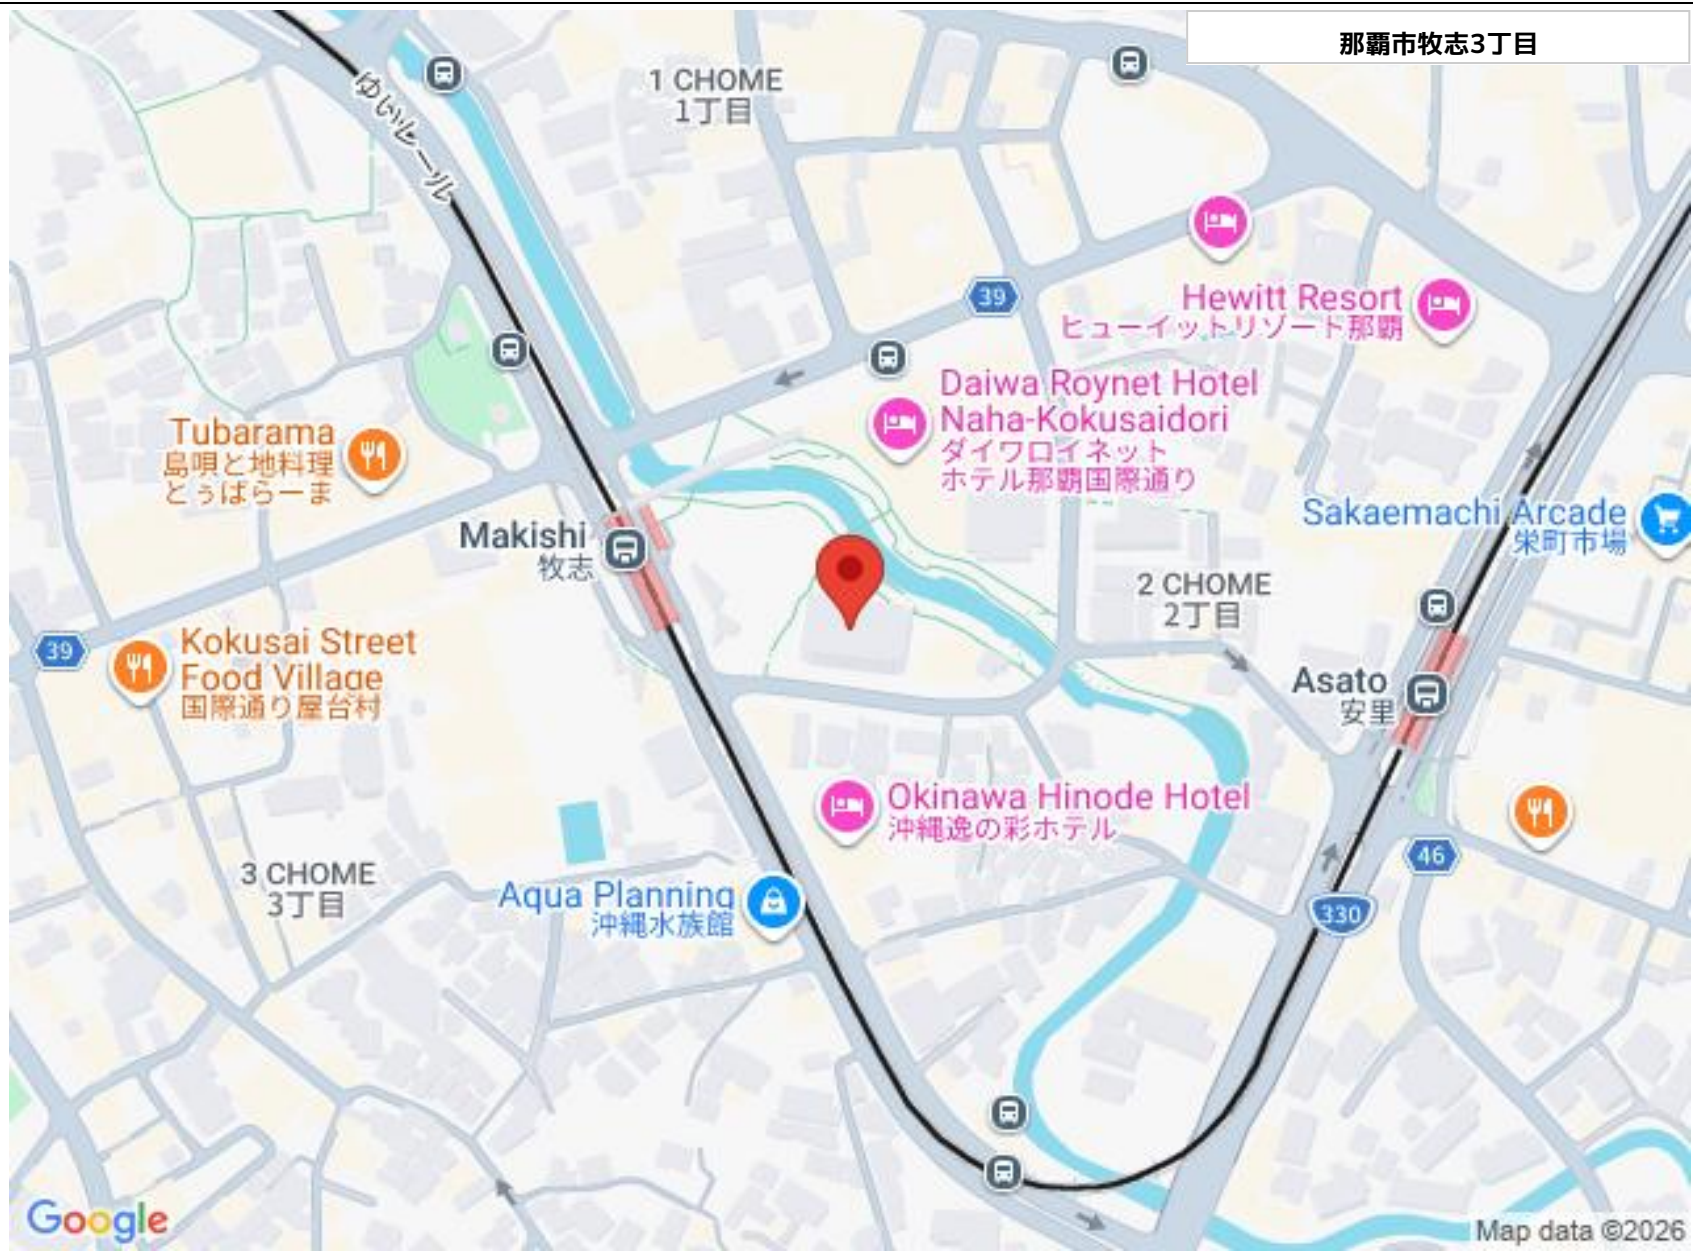 那覇市牧志3丁目
ゆいレール
1 CHOME
1丁目
39
Hewitt Resort
ヒューイットリゾート那覇
Daiwa Roynet Hotel
Naha-Kokusaidori
ダイワロイネット
ホテル那覇国際通り
Tubarama
島唄と地料理
とぅばらーま
Makishi
牧志
Sakaemachi Arcade
栄町市場
2 CHOME
2丁目
39
Kokusai Street
Food Village
国際通り屋台村
Asato
安里
Okinawa Hinode Hotel
沖縄逸の彩ホテル
3 CHOME
3丁目
Aqua Planning
沖縄水族館
46
330
Google
Map data ©2026